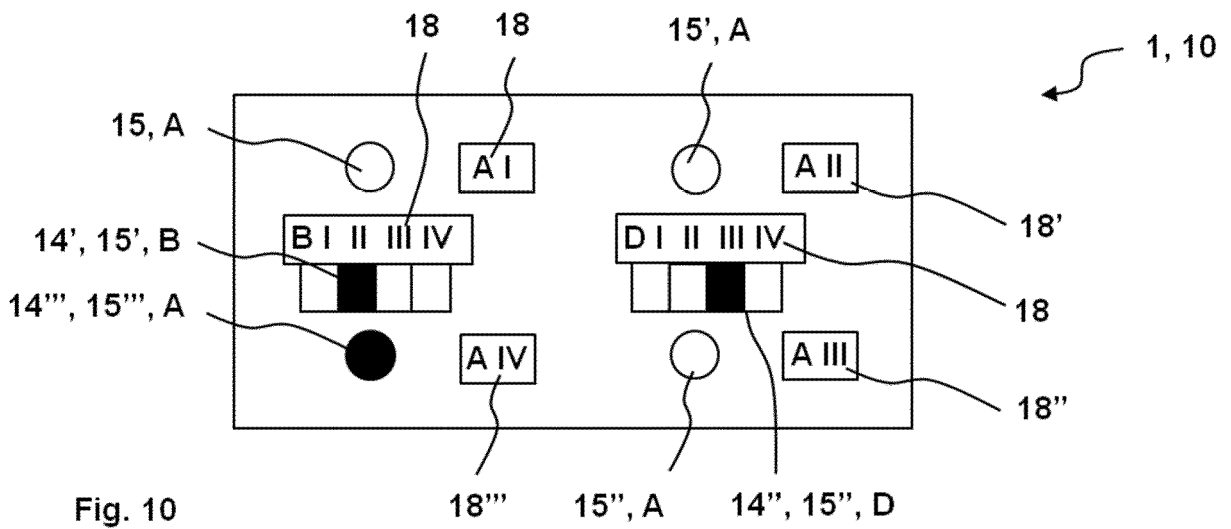 18 18 15’, A 1, 10
15, A
A I A II
18’
B I II III IV D I II III IV
14’, 15’, B
18
14’’’, 15’’’, A
A IV A III
18’’
Fig. 10 18’’’ 15’’, A 14’’, 15’’, D